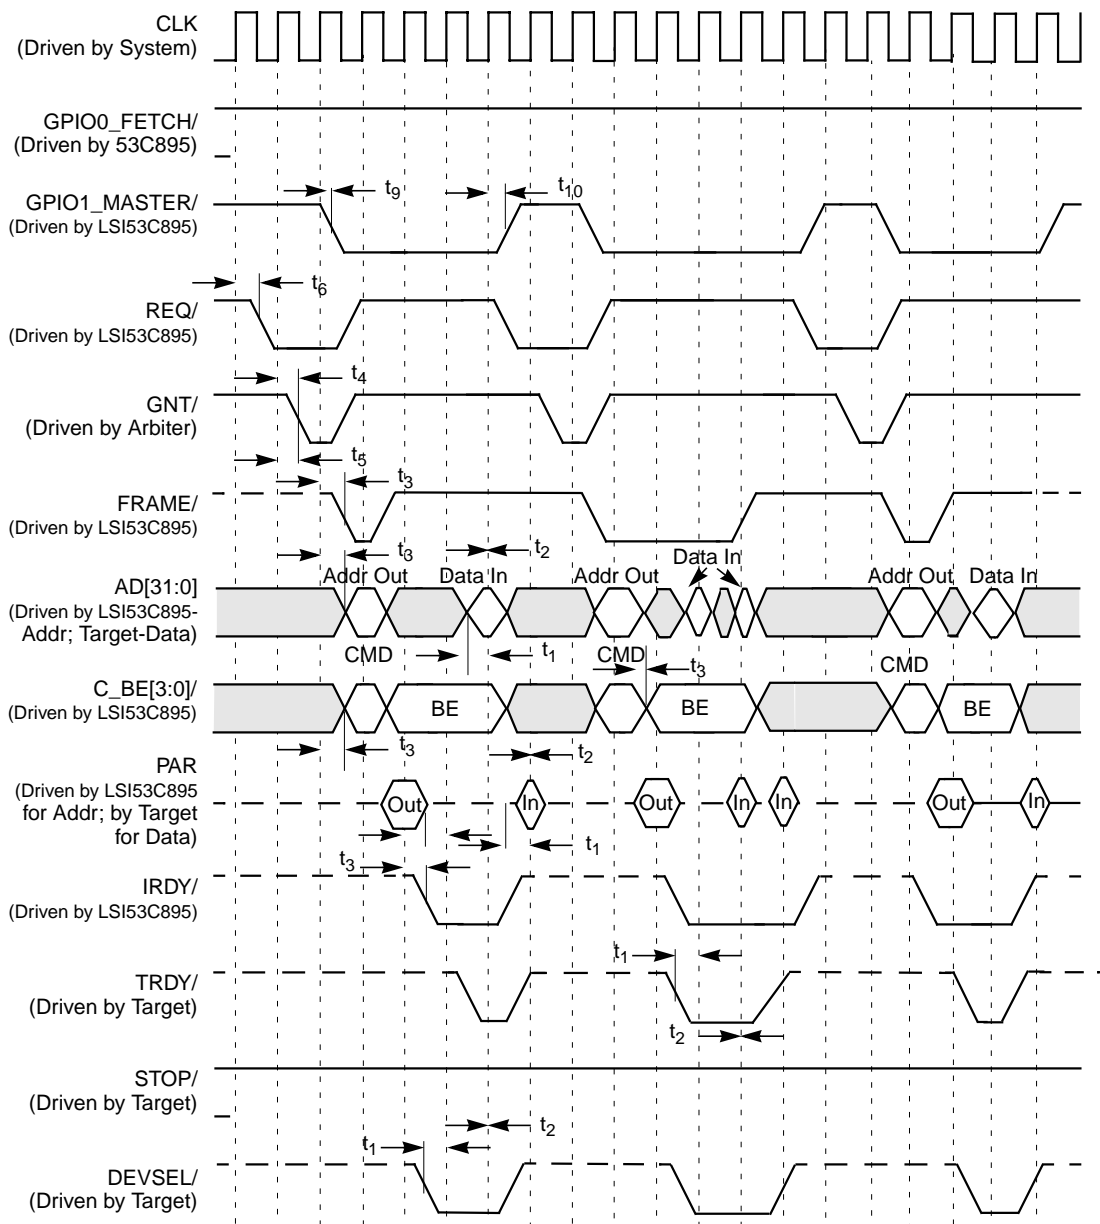 CLK
(Driven by System)
GPIO0_FETCH/
(Driven by 53C895)
t9
t10
GPIO1_MASTER/
(Driven by LSI53C895)
t6
REQ/
(Driven by LSI53C895)
t4
GNT/
(Driven by Arbiter)
t5
t3
FRAME/
(Driven by LSI53C895)
t3
t2
Data In
Addr Out
Data In
Addr Out
Addr Out
Data In
AD[31:0]
(Driven by LSI53C895-
Addr; Target-Data)
CMD
t1
CMD
t3
CMD
C_BE[3:0]/
(Driven by LSI53C895)
BE
BE
BE
t3
t2
PAR
(Driven by LSI53C895
for Addr; by Target
for Data)
Out
In
Out
In
In
Out
In
t1
t3
IRDY/
(Driven by LSI53C895)
t1
TRDY/
(Driven by Target)
t2
STOP/
(Driven by Target)
t2
t1
DEVSEL/
(Driven by Target)